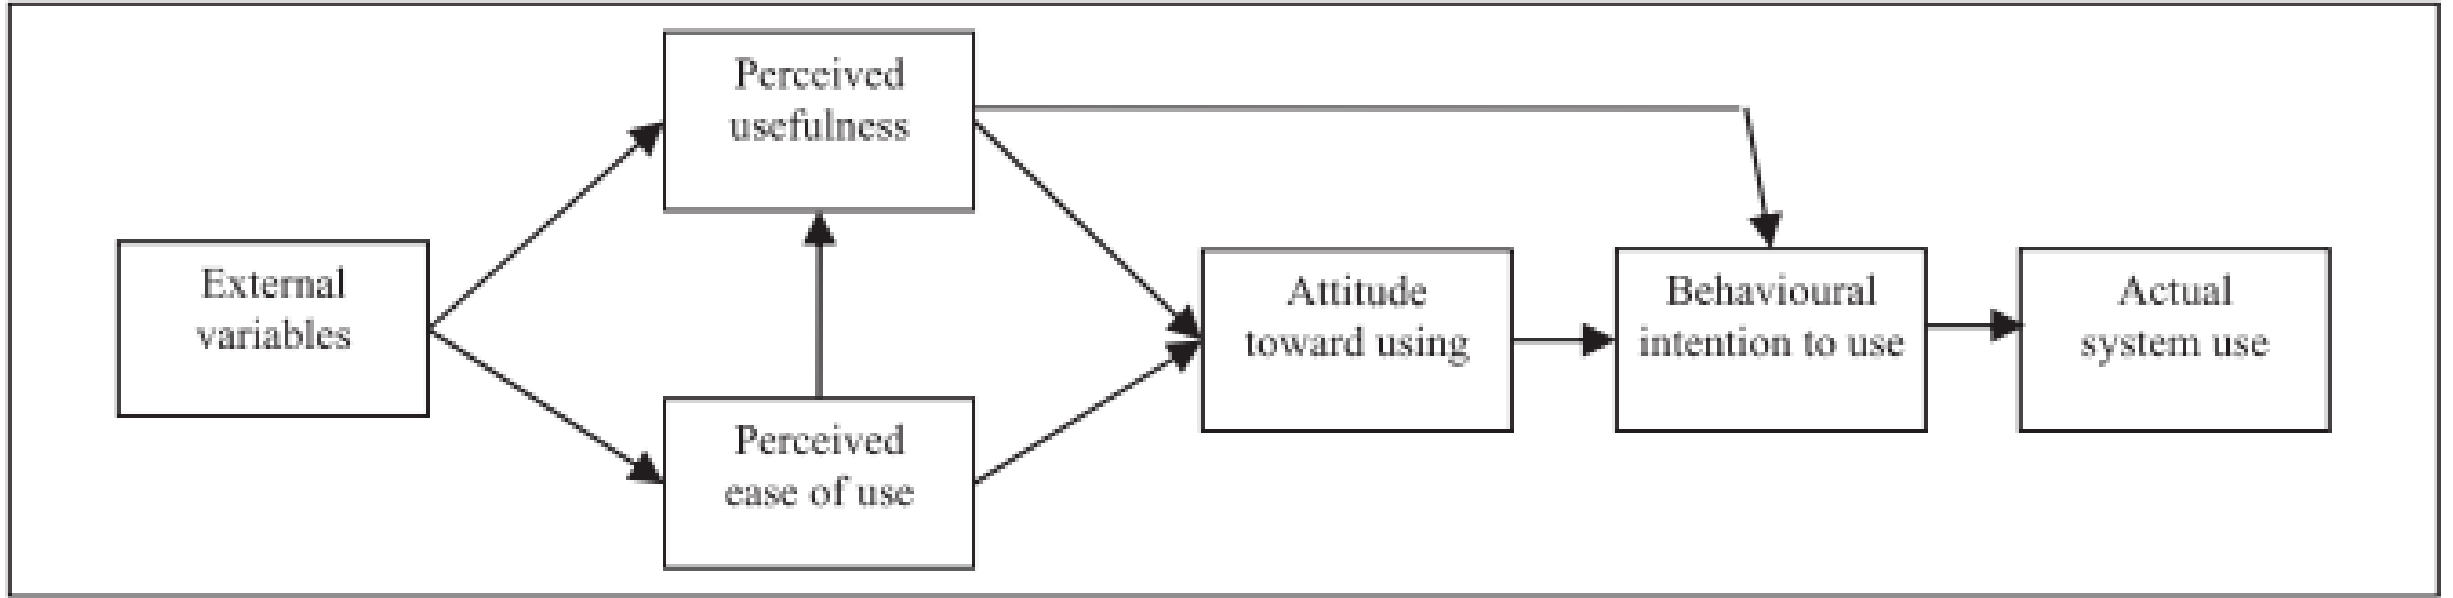 Perceived
usefulness
External
variables
Perceived
ease of use
Attitude
toward using
Behavioural
intention to use
Actual
system use